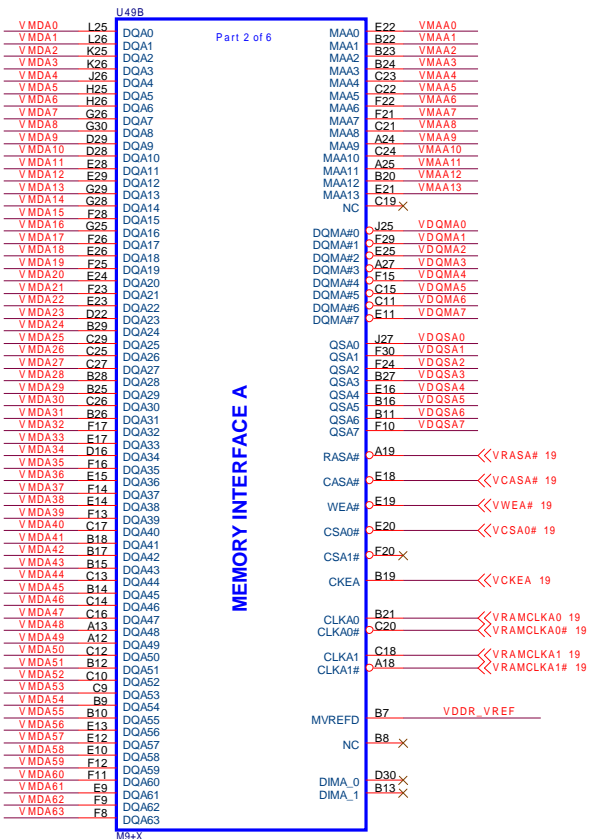 U49B
Part 2 of 6
VMDA0 L25 DQA0
VMDA1 L26 DQA1
VMDA2 K25 DQA2
VMDA3 K26 DQA3
VMDA4 J26 DQA4
VMDA5 H25 DQA5
VMDA6 H26 DQA6
VMDA7 G26 DQA7
VMDA8 G30 DQA8
VMDA9 D29 DQA9
VMDA10 D28 DQA10
VMDA11 E28 DQA11
VMDA12 E29 DQA12
VMDA13 G29 DQA13
VMDA14 G28 DQA14
VMDA15 F28 DQA15
VMDA16 G25 DQA16
VMDA17 F26 DQA17
VMDA18 E26 DQA18
VMDA19 F25 DQA19
VMDA20 E24 DQA20
VMDA21 F23 DQA21
VMDA22 E23 DQA22
VMDA23 D22 DQA23
VMDA24 B29 DQA24
VMDA25 C29 DQA25
VMDA26 C25 DQA26
VMDA27 C27 DQA27
VMDA28 B28 DQA28
VMDA29 B25 DQA29
VMDA30 C26 DQA30
VMDA31 B26 DQA31
VMDA32 F17 DQA32
VMDA33 E17 DQA33
VMDA34 D16 DQA34
VMDA35 F16 DQA35
VMDA36 E15 DQA36
VMDA37 F14 DQA37
VMDA38 E14 DQA38
VMDA39 F13 DQA39
VMDA40 C17 DQA40
VMDA41 B18 DQA41
VMDA42 B17 DQA42
VMDA43 B15 DQA43
VMDA44 C13 DQA44
VMDA45 B14 DQA45
VMDA46 C14 DQA46
VMDA47 C16 DQA47
VMDA48 A13 DQA48
VMDA49 A12 DQA49
VMDA50 C12 DQA50
VMDA51 B12 DQA51
VMDA52 C10 DQA52
VMDA53 C9 DQA53
VMDA54 B9 DQA54
VMDA55 B10 DQA55
VMDA56 E13 DQA56
VMDA57 E12 DQA57
VMDA58 E10 DQA58
VMDA59 F12 DQA59
VMDA60 F11 DQA60
VMDA61 E9 DQA61
VMDA62 F9 DQA62
VMDA63 F8 DQA63
MEMORY INTERFACE A
MAA0 E22 VMAA0
MAA1 B22 VMAA1
MAA2 B23 VMAA2
MAA3 B24 VMAA3
MAA4 C23 VMAA4
MAA5 C22 VMAA5
MAA6 F22 VMAA6
MAA7 F21 VMAA7
MAA8 C21 VMAA8
MAA9 A24 VMAA9
MAA10 C24 VMAA10
MAA11 A25 VMAA11
MAA12 B20 VMAA12
MAA13 E21 VMAA13
NC C19
DQMA#0 J25 VDQMA0
DQMA#1 F29 VDQMA1
DQMA#2 E25 VDQMA2
DQMA#3 A27 VDQMA3
DQMA#4 F15 VDQMA4
DQMA#5 C15 VDQMA5
DQMA#6 C11 VDQMA6
DQMA#7 E11 VDQMA7
QSA0 J27 VDQSA0
QSA1 F30 VDQSA1
QSA2 F24 VDQSA2
QSA3 B27 VDQSA3
QSA4 E16 VDQSA4
QSA5 B16 VDQSA5
QSA6 B11 VDQSA6
QSA7 F10 VDQSA7
RASA# A19 VRASA# 19
CASA# E18 VCASA# 19
WEA# E19 VWEA# 19
CSA0# E20 VCSA0# 19
CSA1# F20
CKEA B19 VCKEA 19
CLKA0 B21 VRAMCLKA0 19
CLKA0# C20 VRAMCLKA0# 19
CLKA1 C18 VRAMCLKA1 19
CLKA1# A18 VRAMCLKA1# 19
MVREFD B7 VDDR_VREF
NC B8
DIMA_0 D30
DIMA_1 B13
M9+X